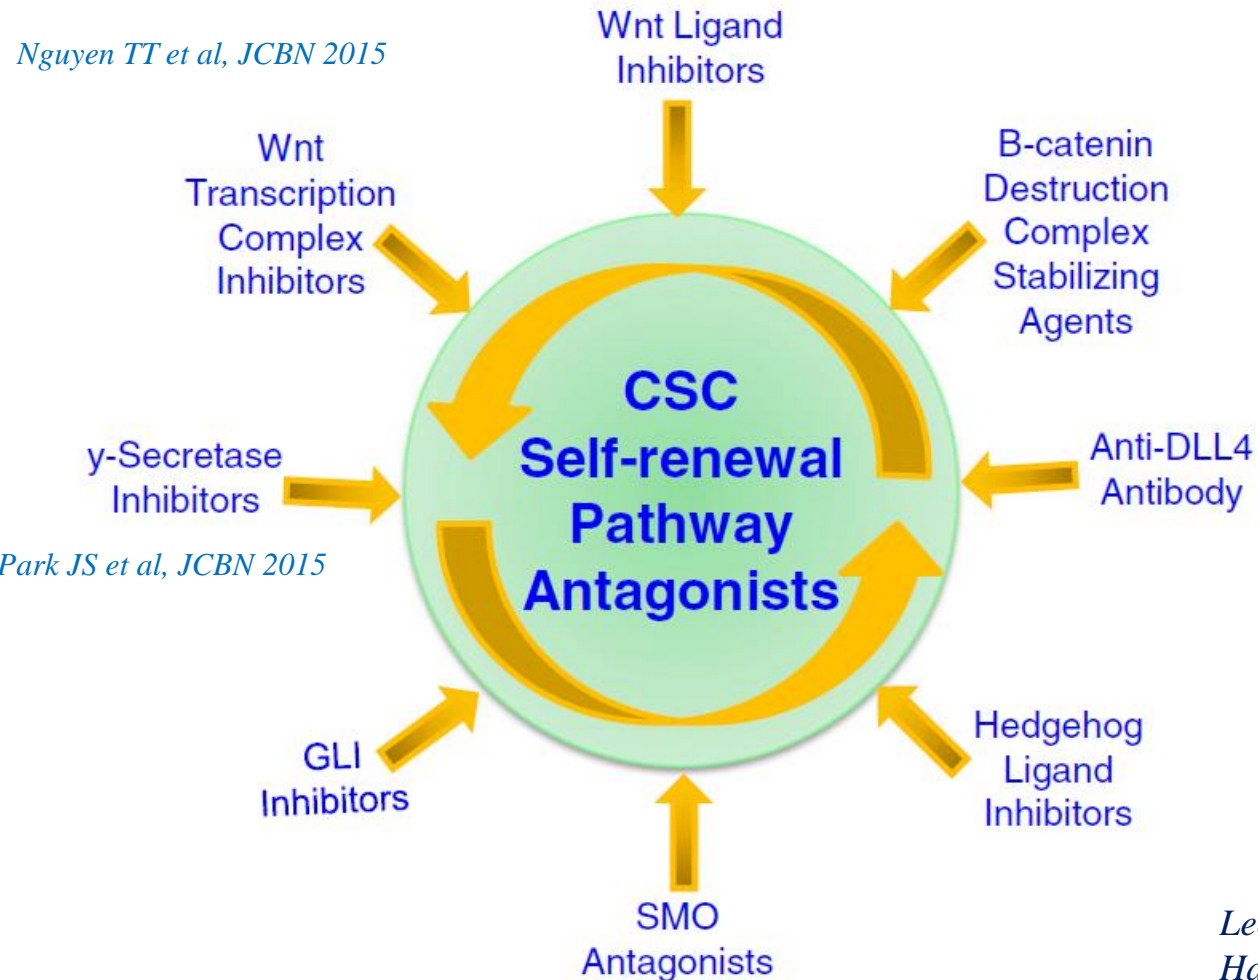 Nguyen TT et al, JCBN 2015
Wnt Ligand
Inhibitors
Wnt
Transcription
Complex
Inhibitors
B-catenin
Destruction
Complex
Stabilizing
Agents
CSC
Self-renewal
Pathway
Antagonists
y-Secretase
Inhibitors
Anti-DLL4
Antibody
Park JS et al, JCBN 2015
GLI
Inhibitors
Hedgehog
Ligand
Inhibitors
SMO
Antagonists